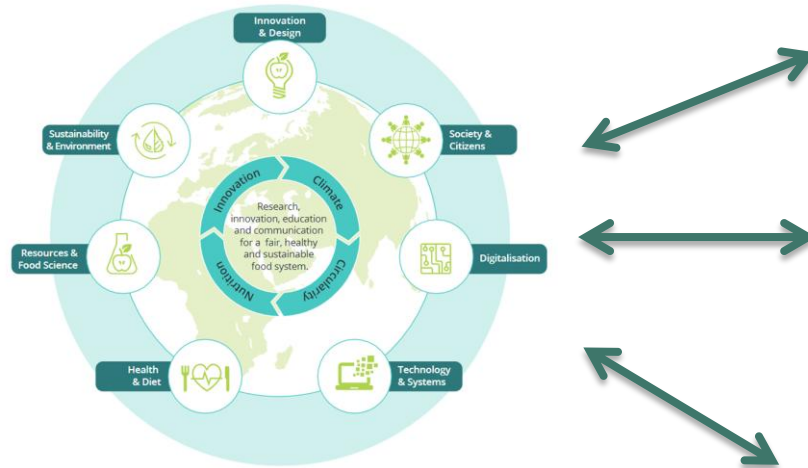 Innovation
& Design
Sustainability
& Environment
Society &
Citizens
Innovation
Climate
Research,
innovation, education
and communication
for a fair, healthy
and sustainable
food system.
Nutrition
Circularity
Resources &
Food Science
Digitalisation
Health
& Diet
Technology
& Systems